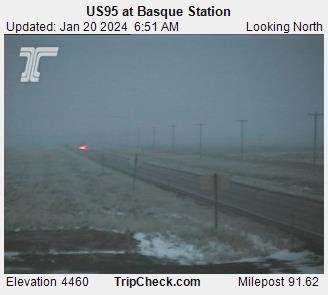 US95 at Basque Station
Updated: Jan 20 2024 6:51 AM Looking North
Elevation 4460 TripCheck.com Milepost 91.62